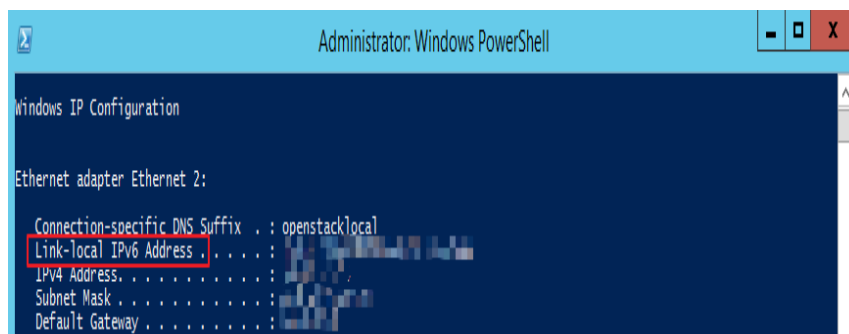 Administrator: Windows PowerShell
Windows IP Configuration
Ethernet adapter Ethernet 2:
Connection-specific DNS Suffix . : openstacklocal
Link-local IPv6 Address . . . . . :
IPv4 Address. . . . . . . . . . . :
Subnet Mask . . . . . . . . . . . :
Default Gateway . . . . . . . . . :